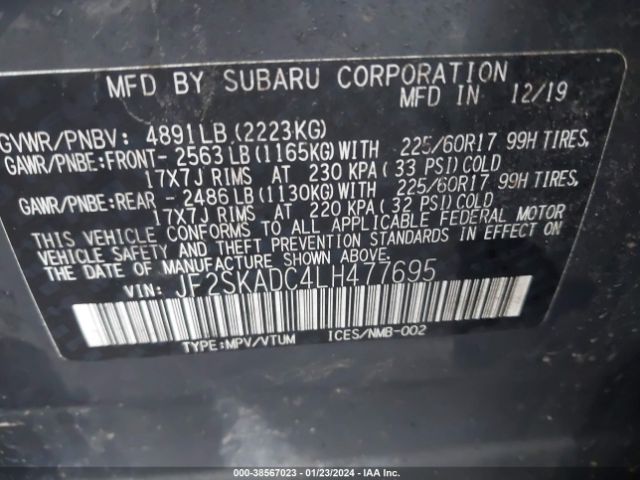 MFD BY SUBARU CORPORATION
MFD IN 12/19
GVWR/PNBV: 4891LB (2223KG)
GAWR/PNBE:FRONT- 2563 LB (1165KG)WITH 225/60R17 99H TIRES,
17X7J RIMS AT 230 KPA ( 33 PSI) COLD
GAWR/PNBE:REAR - 2486 LB (1130KG)WITH 225/60R17 99H TIRES,
17X7J RIMS AT 220 KPA ( 32 PSI) COLD
THIS VEHICLE CONFORMS TO ALL APPLICABLE FEDERAL MOTOR
VEHICLE SAFETY AND THEFT PREVENTION STANDARDS IN EFFECT ON
THE DATE OF MANUFACTURE SHOWN ABOVE.
VIN: JF2SKADC4LH477695
TYPE:MPV/VTUM ICES/NMB-002
000-38567023 - 01/23/2024 - IAA Inc.